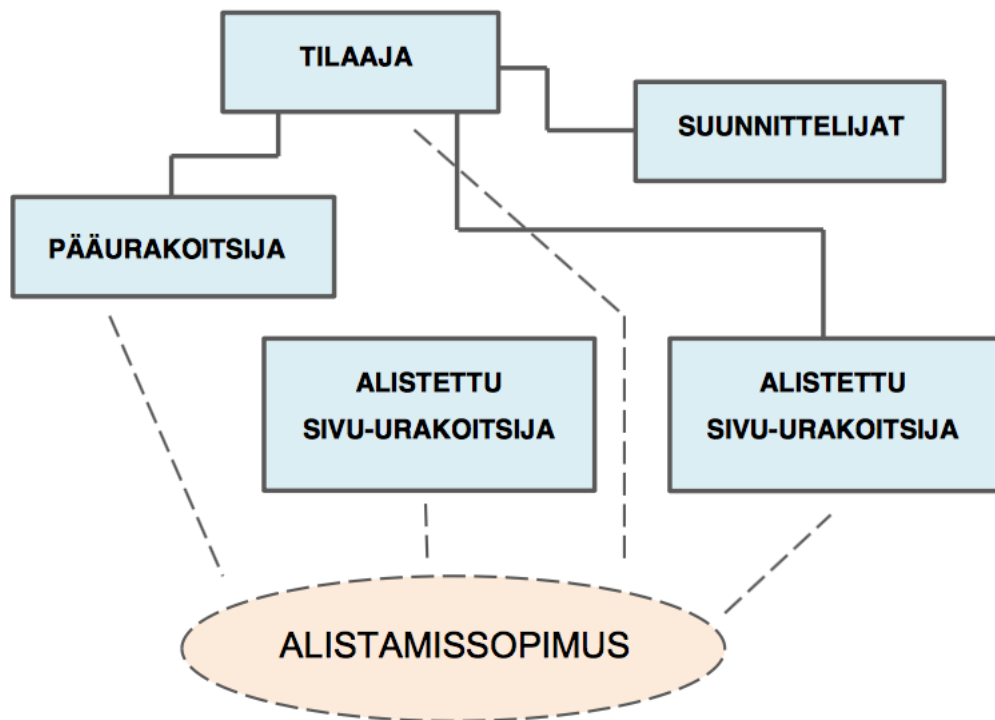 TILAAJA
SUUNNITTELIJAT
PÄÄURAKOITSIJA
ALISTETTU
SIVU-URAKOITSIJA
ALISTETTU
SIVU-URAKOITSIJA
ALISTAMISSOPIMUS